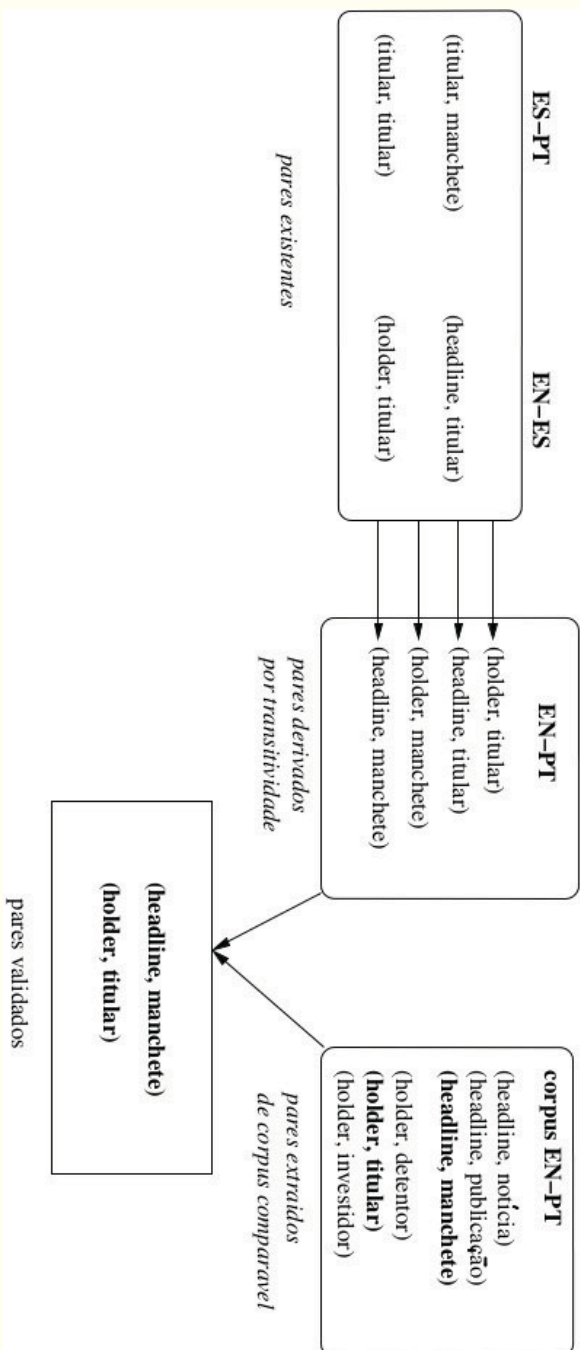 ES–PT
EN–ES
(titular, manchete)
(headline, titular)
(titular, titular)
(holder, titular)
pares existentes
EN–PT
(holder, titular)
(headline, titular)
(holder, manchete)
(headline, manchete)
pares derivados
por transitividade
corpus EN–PT
(headline, notícia)
(headline, publicação)
(headline, manchete)
(holder, detentor)
(holder, titular)
(holder, investidor)
pares extraidos
de corpus comparavel
(headline, manchete)
(holder, titular)
pares validados